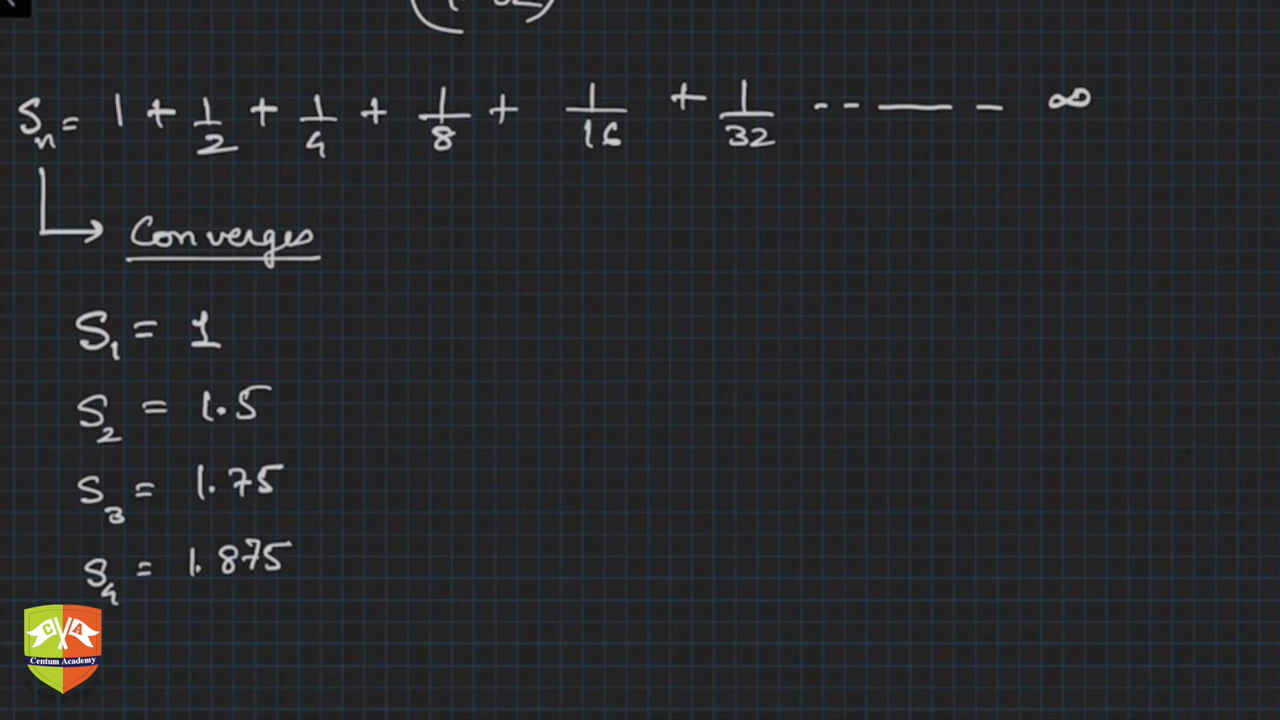 Sn = 1 + 1/2 + 1/4 + 1/8 + 1/16 + 1/32 -- —— - ∞
Converges
S1 = 1
S2 = 1.5
S3 = 1.75
S4 = 1.875
C A
Centum Academy